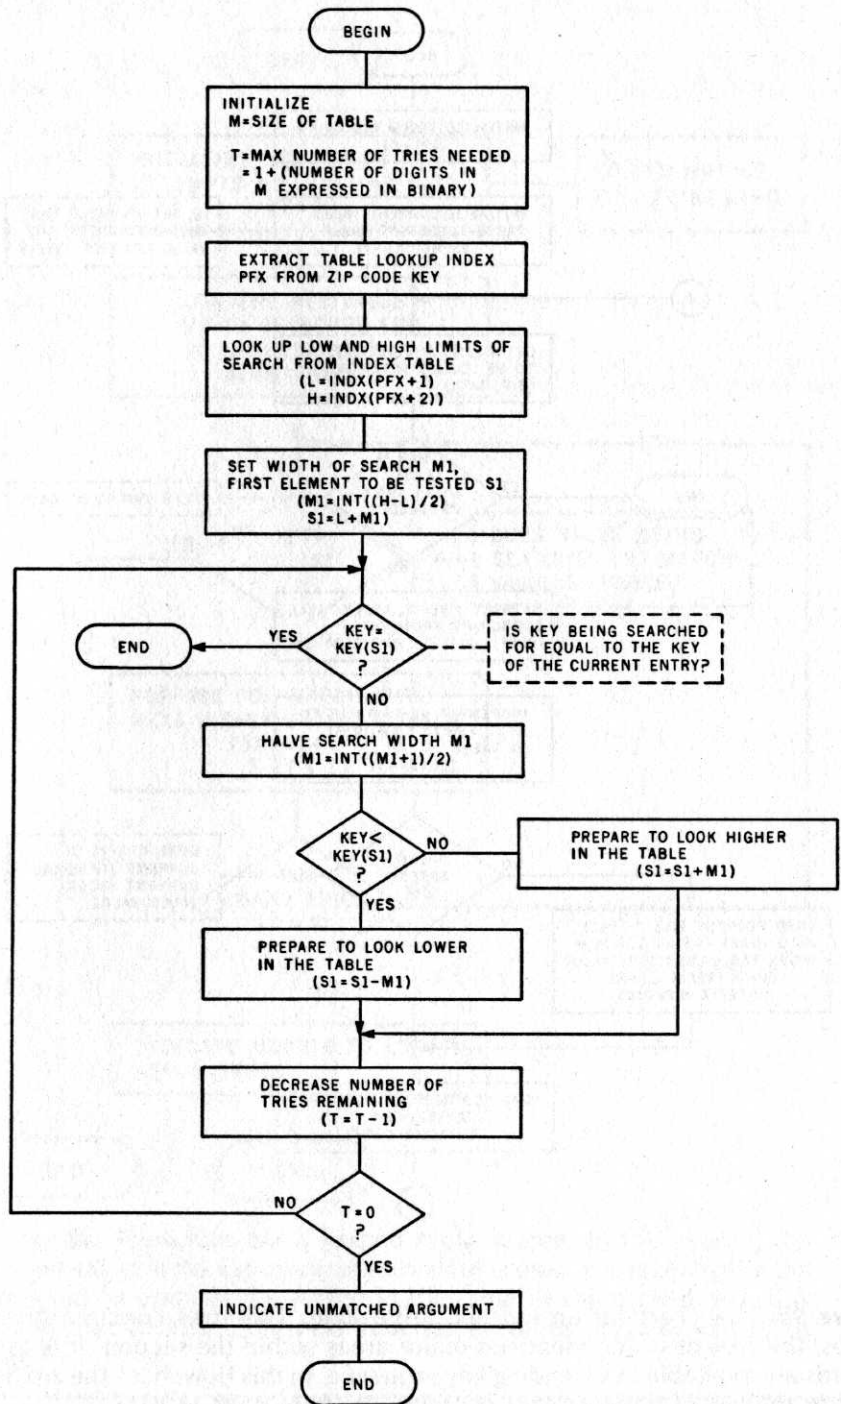 BEGIN
INITIALIZE
M=SIZE OF TABLE
T=MAX NUMBER OF TRIES NEEDED
=1+(NUMBER OF DIGITS IN
M EXPRESSED IN BINARY)
EXTRACT TABLE LOOKUP INDEX
PFX FROM ZIP CODE KEY
LOOK UP LOW AND HIGH LIMITS OF
SEARCH FROM INDEX TABLE
(L=INDX(PFX+1)
H=INDX(PFX+2))
SET WIDTH OF SEARCH M1,
FIRST ELEMENT TO BE TESTED S1
(M1=INT((H-L)/2)
S1=L+M1)
END
YES
KEY=
KEY(S1)
?
IS KEY BEING SEARCHED
FOR EQUAL TO THE KEY
OF THE CURRENT ENTRY?
NO
HALVE SEARCH WIDTH M1
(M1=INT((M1+1)/2)
KEY<
KEY(S1)
?
NO
PREPARE TO LOOK HIGHER
IN THE TABLE
(S1=S1+M1)
YES
PREPARE TO LOOK LOWER
IN THE TABLE
(S1=S1-M1)
DECREASE NUMBER OF
TRIES REMAINING
(T=T-1)
NO
T=0
?
YES
INDICATE UNMATCHED ARGUMENT
END